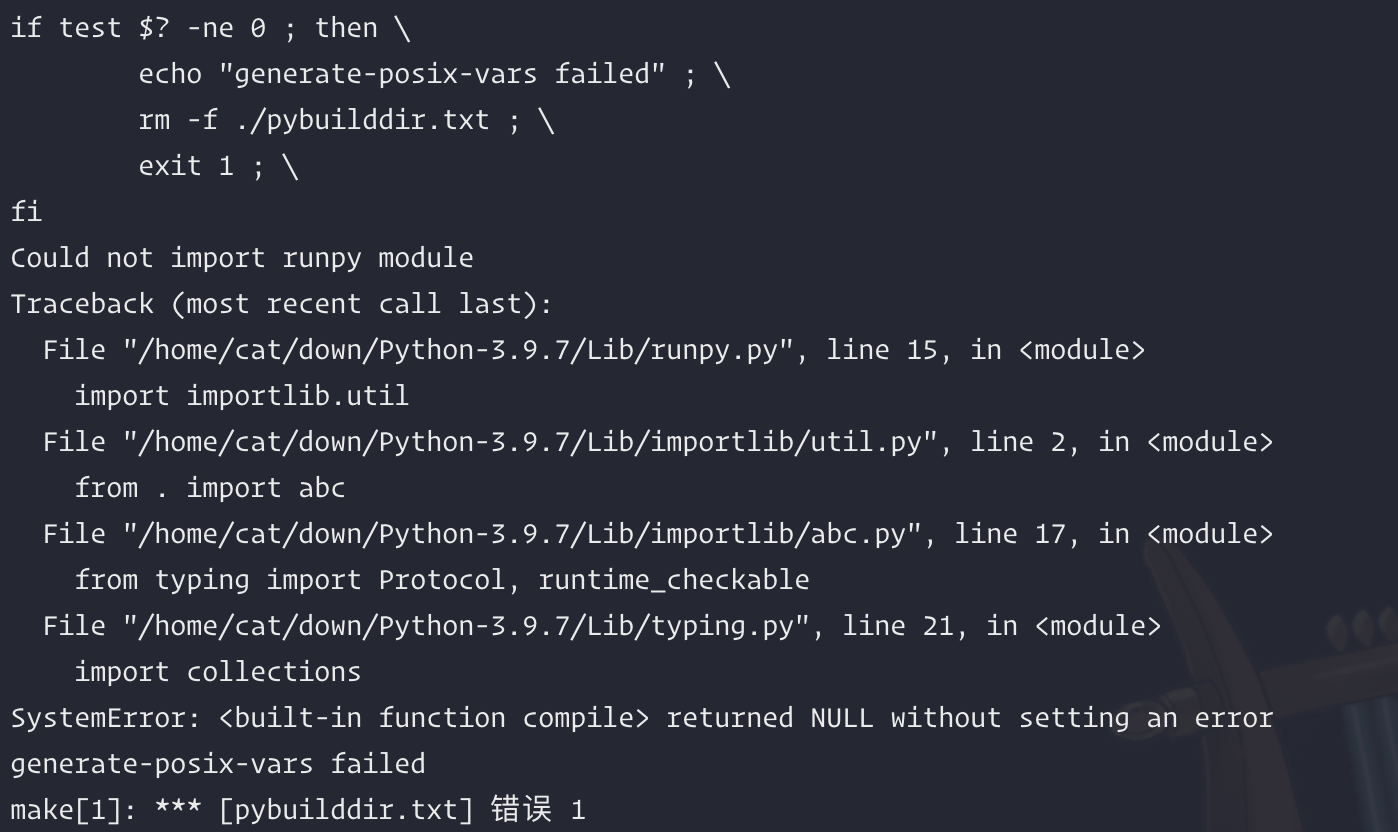 if test $? -ne 0 ; then \
        echo "generate-posix-vars failed" ; \
        rm -f ./pybuilddir.txt ; \
        exit 1 ; \
fi
Could not import runpy module
Traceback (most recent call last):
  File "/home/cat/down/Python-3.9.7/Lib/runpy.py", line 15, in <module>
    import importlib.util
  File "/home/cat/down/Python-3.9.7/Lib/importlib/util.py", line 2, in <module>
    from . import abc
  File "/home/cat/down/Python-3.9.7/Lib/importlib/abc.py", line 17, in <module>
    from typing import Protocol, runtime_checkable
  File "/home/cat/down/Python-3.9.7/Lib/typing.py", line 21, in <module>
    import collections
SystemError: <built-in function compile> returned NULL without setting an error
generate-posix-vars failed
make[1]: *** [pybuilddir.txt] 错误 1